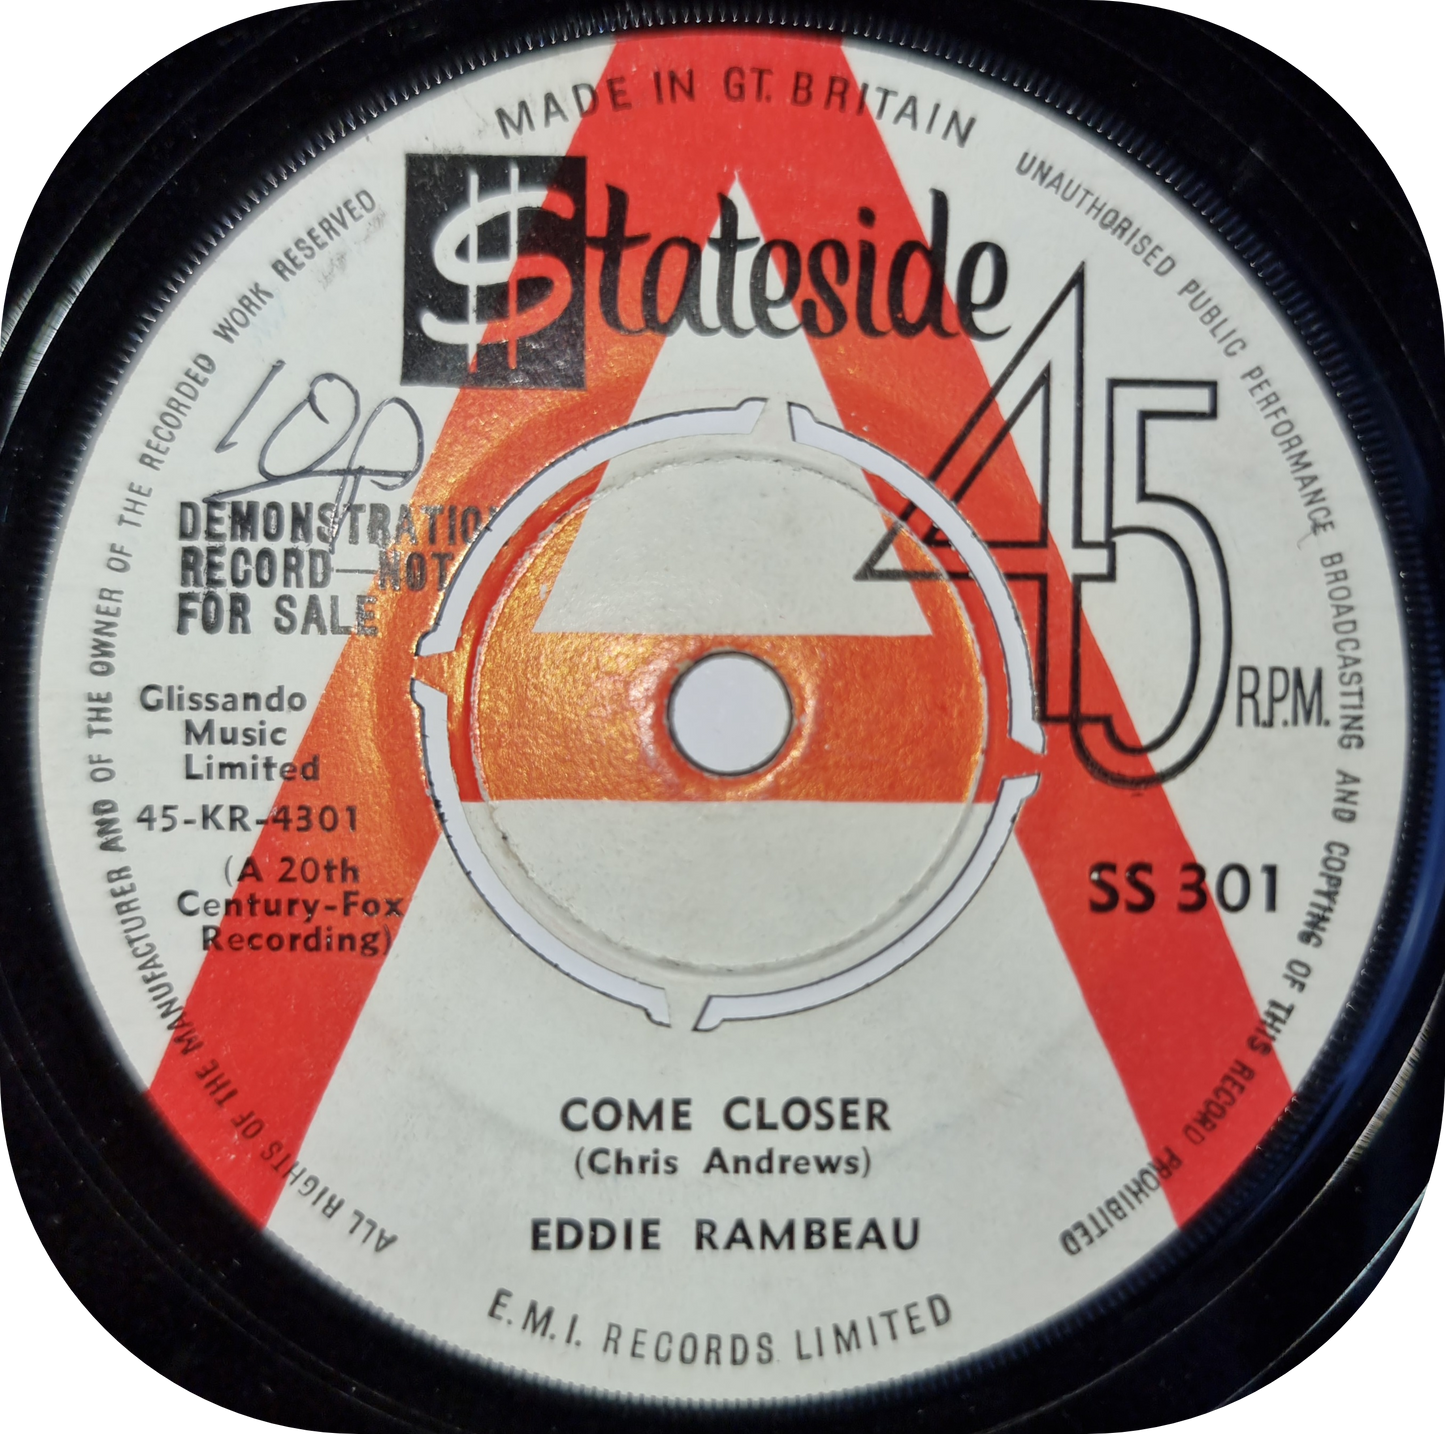 MADE IN GT. BRITAIN
Stateside
45
R.P.M.
10p
DEMONSTRATION
RECORD—NOT
FOR SALE
Glissando
Music
Limited
45-KR-4301
(A 20th
Century-Fox
Recording)
SS 301
COME CLOSER
(Chris Andrews)
EDDIE RAMBEAU
E.M.I. RECORDS LIMITED
ALL RIGHTS OF THE MANUFACTURER AND OF THE OWNER OF THE RECORDED WORK RESERVED
UNAUTHORISED PUBLIC PERFORMANCE BROADCASTING AND COPYING OF THIS RECORD PROHIBITED